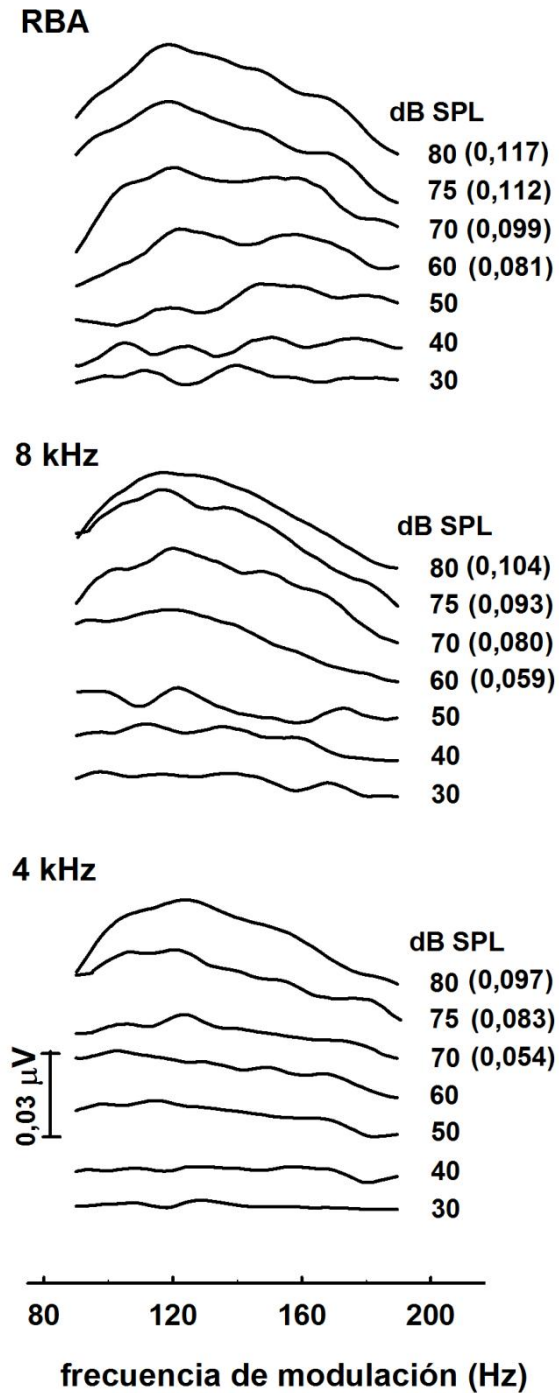 RBA
dB SPL
80 (0,117)
75 (0,112)
70 (0,099)
60 (0,081)
50
40
30
8 kHz
dB SPL
80 (0,104)
75 (0,093)
70 (0,080)
60 (0,059)
50
40
30
4 kHz
dB SPL
80 (0,097)
75 (0,083)
70 (0,054)
60
50
40
30
0,03 µV
80 120 160 200
frecuencia de modulación (Hz)